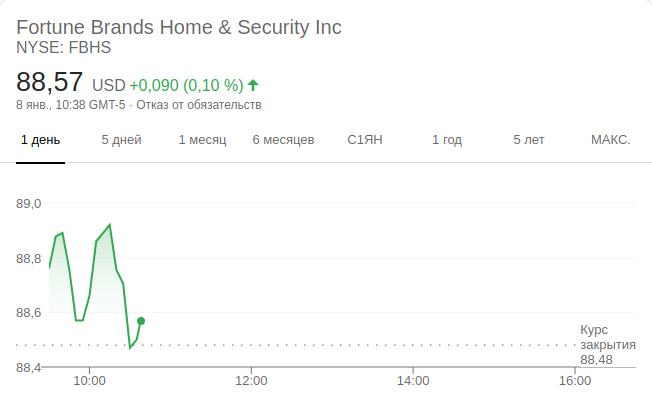 Fortune Brands Home & Security Inc
NYSE: FBHS
88,57 USD +0,090 (0,10 %)
8 янв., 10:38 GMT-5 · Отказ от обязательств
1 день 5 дней 1 месяц 6 месяцев С1ЯН 1 год 5 лет МАКС.
89,0
88,8
88,6
Курс
закрытия
88,48
88,4
10:00 12:00 14:00 16:00